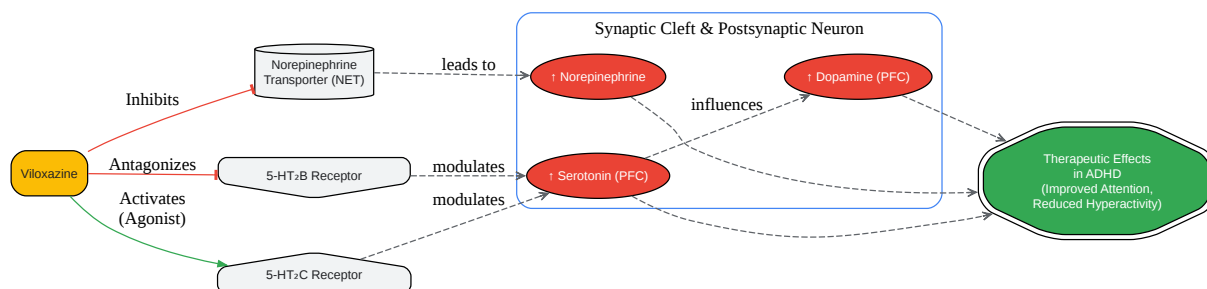 Synaptic Cleft & Postsynaptic Neuron
Norepinephrine
Transporter (NET)
leads to
↑ Norepinephrine
↑ Dopamine (PFC)
Inhibits
influences
Viloxazine
Antagonizes
5-HT₂B Receptor
modulates
↑ Serotonin (PFC)
Therapeutic Effects
in ADHD
(Improved Attention,
Reduced Hyperactivity)
Activates
(Agonist)
modulates
5-HT₂C Receptor